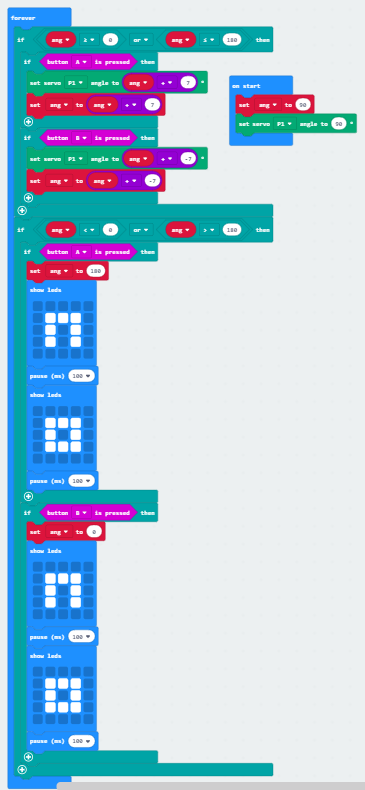 forever
if ang ≥ 0 or ang ≤ 180 then
if button A is pressed then
set servo P1 angle to ang + 7 °
set ang to ang + 7
if button B is pressed then
set servo P1 angle to ang + -7 °
set ang to ang + -7
if ang < 0 or ang > 180 then
if button A is pressed then
set ang to 180
show leds
pause (ms) 100
show leds
pause (ms) 100
if button B is pressed then
set ang to 0
show leds
pause (ms) 100
show leds
pause (ms) 100
on start
set ang to 90
set servo P1 angle to 90 °